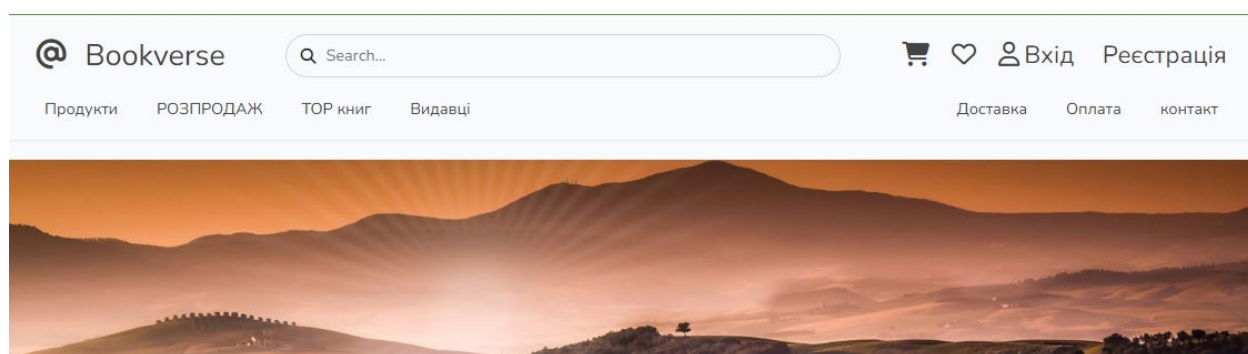 @ Bookverse Search... Вхід Реєстрація
Продукти РОЗПРОДАЖ TOP книг Видавці Доставка Оплата контакт